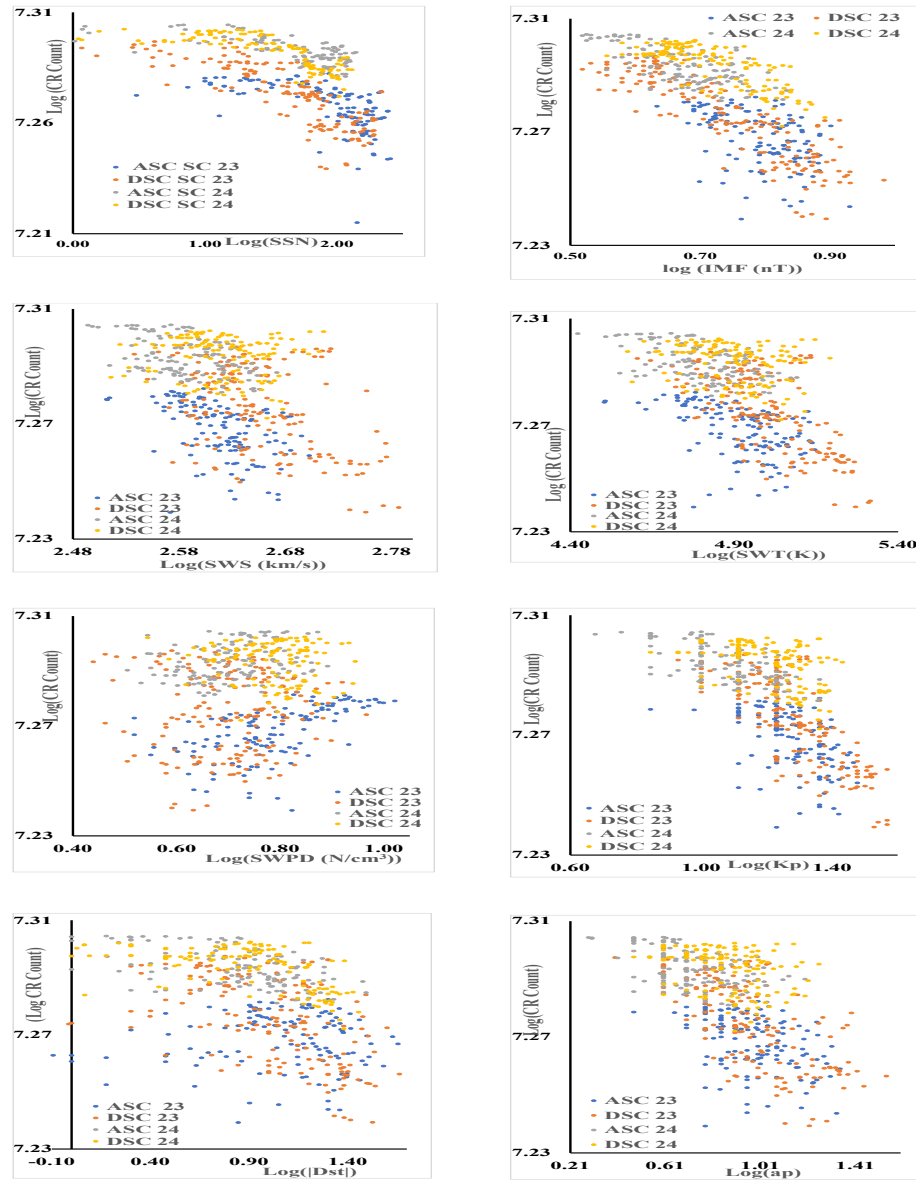 7.31
Log (CR Count)
7.26
ASC SC 23
DSC SC 23
ASC SC 24
DSC SC 24
7.21
0.00 1.00 2.00
Log(SSN)
7.31
ASC 23 DSC 23
ASC 24 DSC 24
Log (CR Count)
7.27
7.23
0.50 0.70 0.90
log (IMF (nT))
7.31
Log(CR Count)
7.27
ASC 23
DSC 23
ASC 24
DSC 24
7.23
2.48 2.58 2.68 2.78
Log(SWS (km/s))
7.31
Log (CR Count)
7.27
ASC 23
DSC 23
ASC 24
DSC 24
7.23
4.40 4.90 5.40
Log(SWT(K))
7.31
Log(CR Count)
7.27
ASC 23
DSC 23
ASC 24
DSC 24
7.23
0.40 0.60 0.80 1.00
Log(SWPD (N/cm³))
7.31
Log(CR Count)
7.27
ASC 23
DSC 23
ASC 24
DSC 24
7.23
0.60 1.00 1.40
Log(Kp)
7.31
(Log CR Count)
7.27
ASC 23
DSC 23
ASC 24
DSC 24
7.23
-0.10 0.40 0.90 1.40
Log(|Dst|)
7.31
Log(CR Count)
7.27
ASC 23
DSC 23
ASC 24
DSC 24
7.23
0.21 0.61 1.01 1.41
Log(ap)